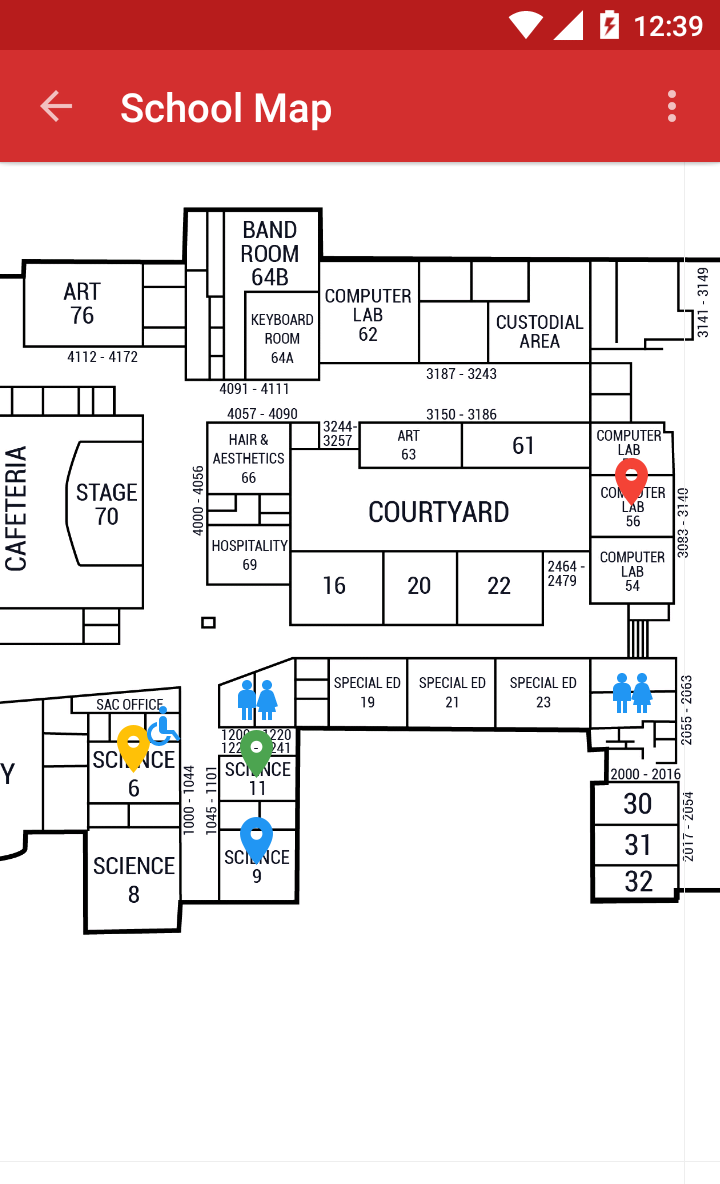 12:39
School Map
BAND
ROOM
64B
ART
76
KEYBOARD
ROOM
64A
COMPUTER
LAB
62
CUSTODIAL
AREA
3141 - 3149
4112 - 4172
4091 - 4111
3187 - 3243
4057 - 4090
3150 - 3186
HAIR &
AESTHETICS
66
3244-
3257
ART
63
61
COMPUTER
LAB
CAFETERIA
STAGE
70
4000 - 4056
COURTYARD
COMPUTER
LAB
56
3083 - 3140
HOSPITALITY
69
16
20
22
2464 -
2479
COMPUTER
LAB
54
SPECIAL ED
19
SPECIAL ED
21
SPECIAL ED
23
2055 - 2063
SAC OFFICE
1209 - 1220
1241
Y
SCIENCE
6
1000 - 1044
1045 - 1101
SCIENCE
11
2000 - 2016
30
31
32
2017 - 2054
SCIENCE
8
SCIENCE
9